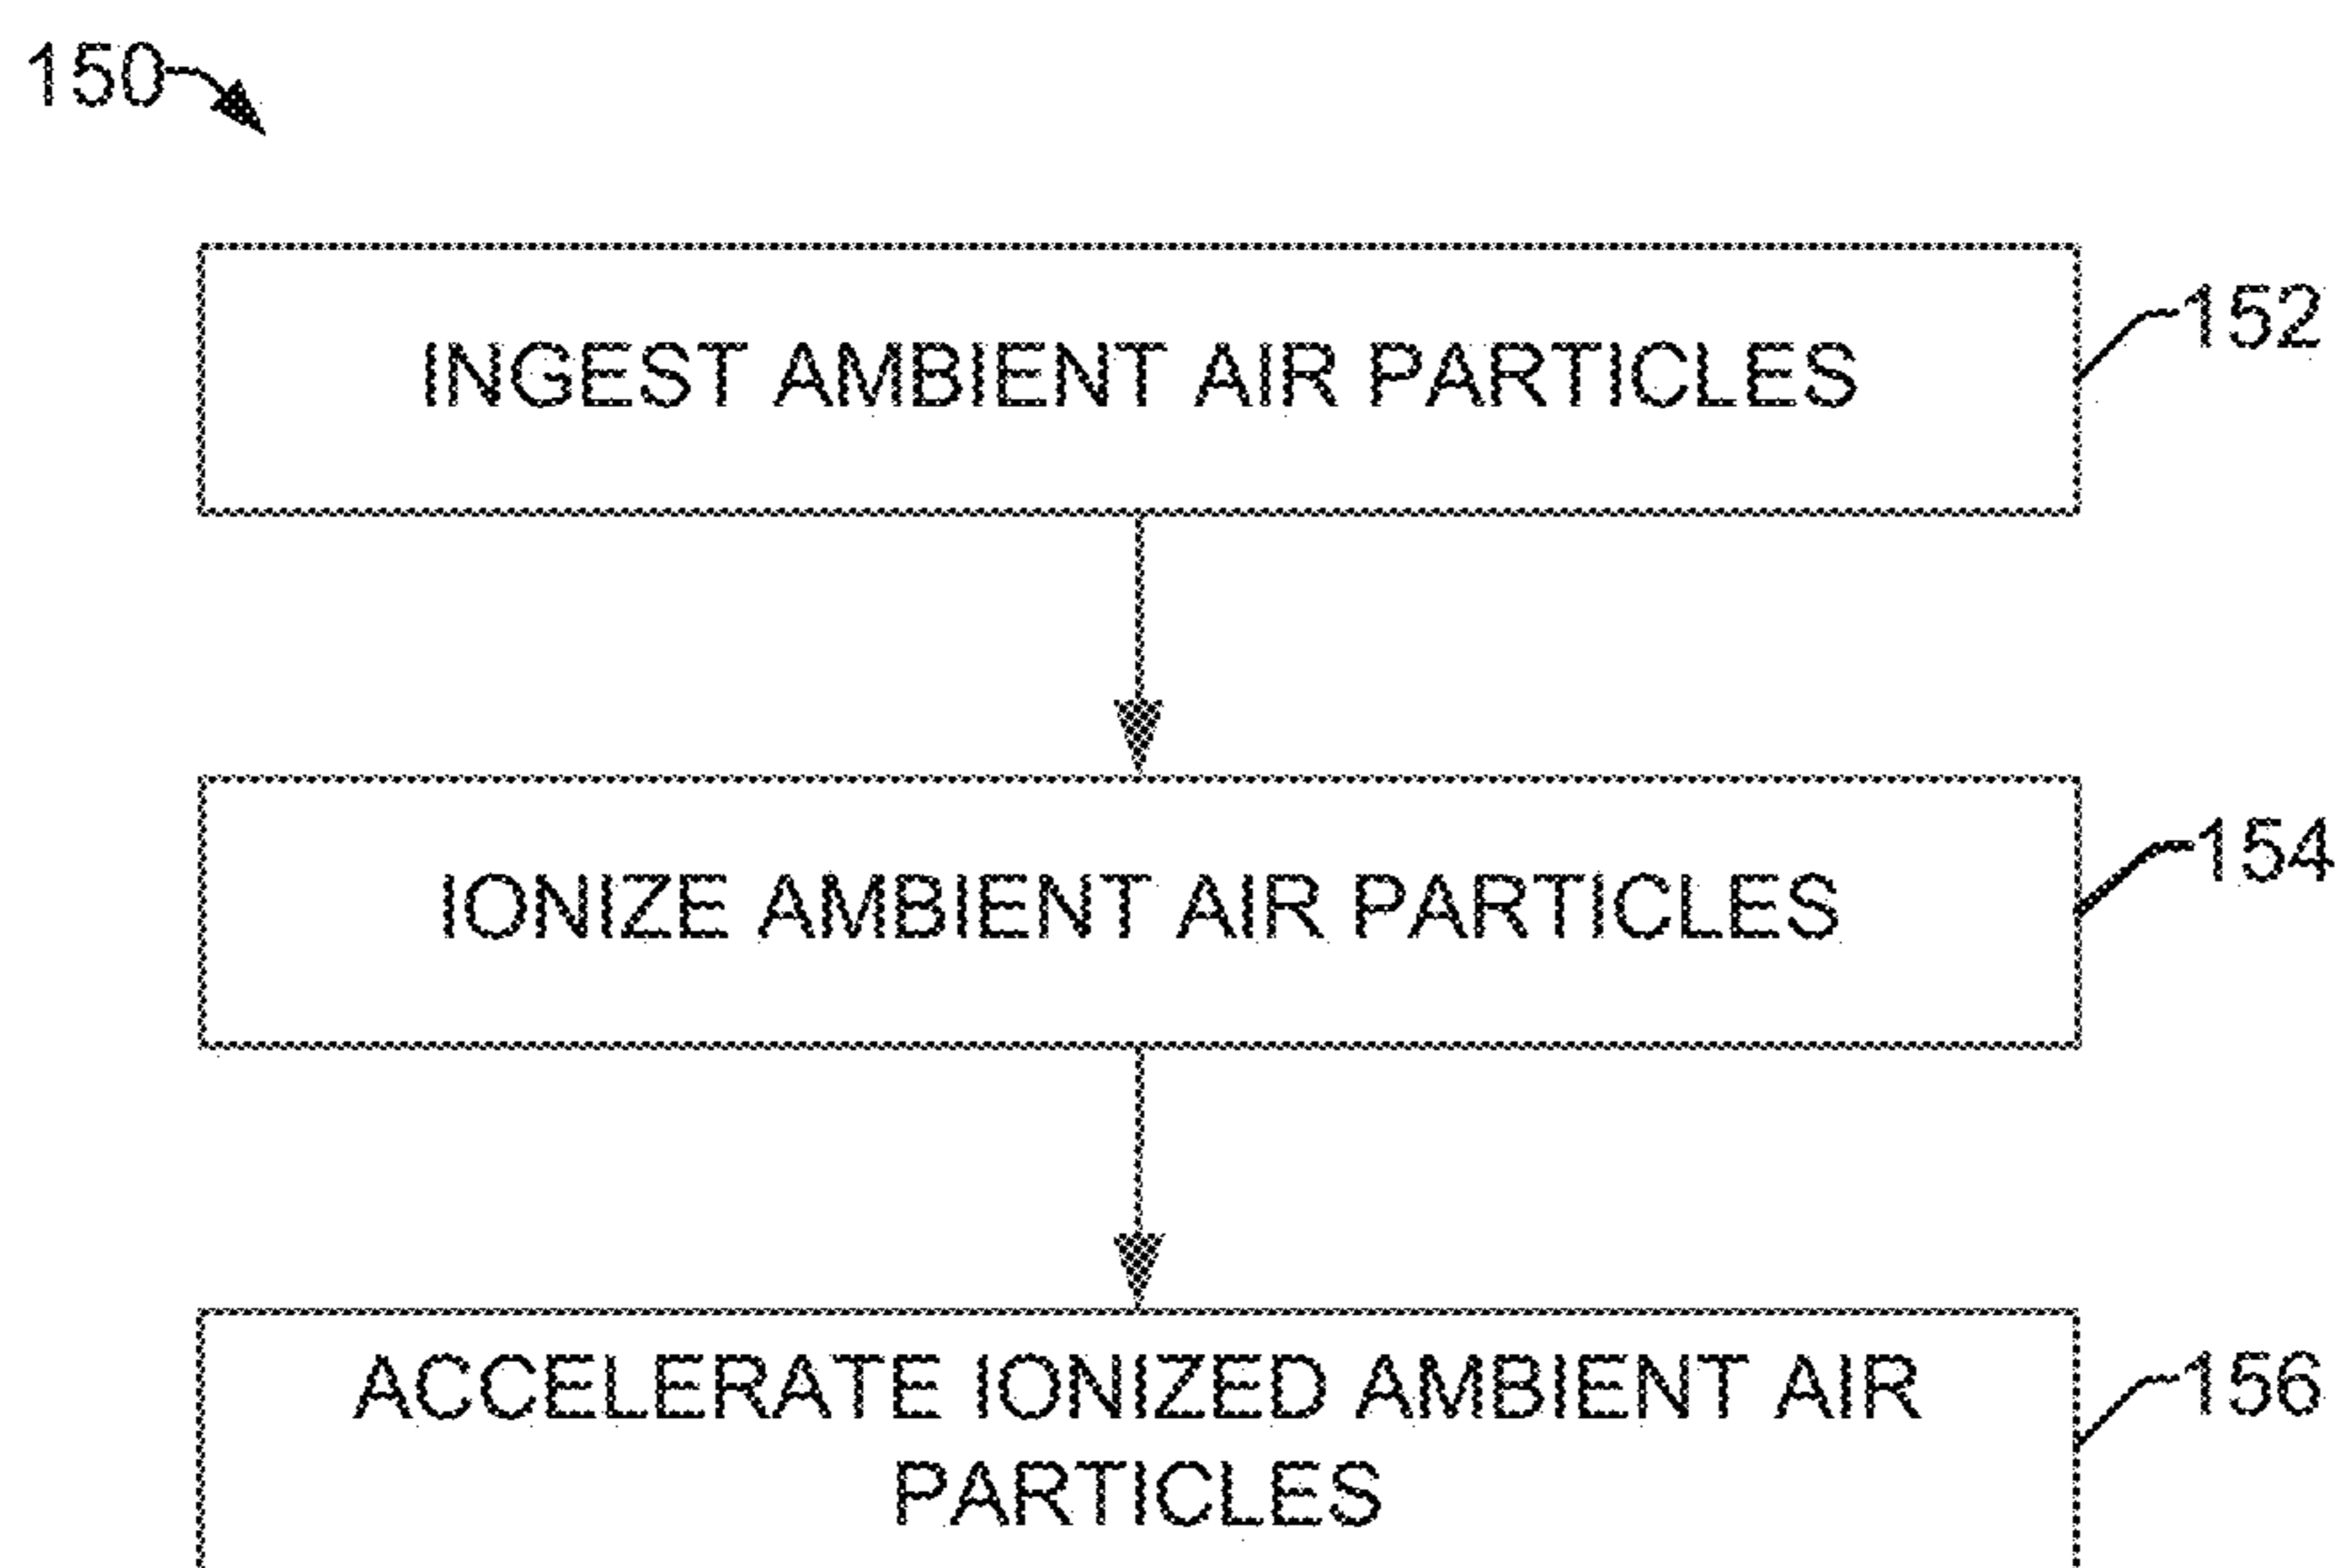 150
INGEST AMBIENT AIR PARTICLES
152
IONIZE AMBIENT AIR PARTICLES
154
ACCELERATE IONIZED AMBIENT AIR
PARTICLES
156